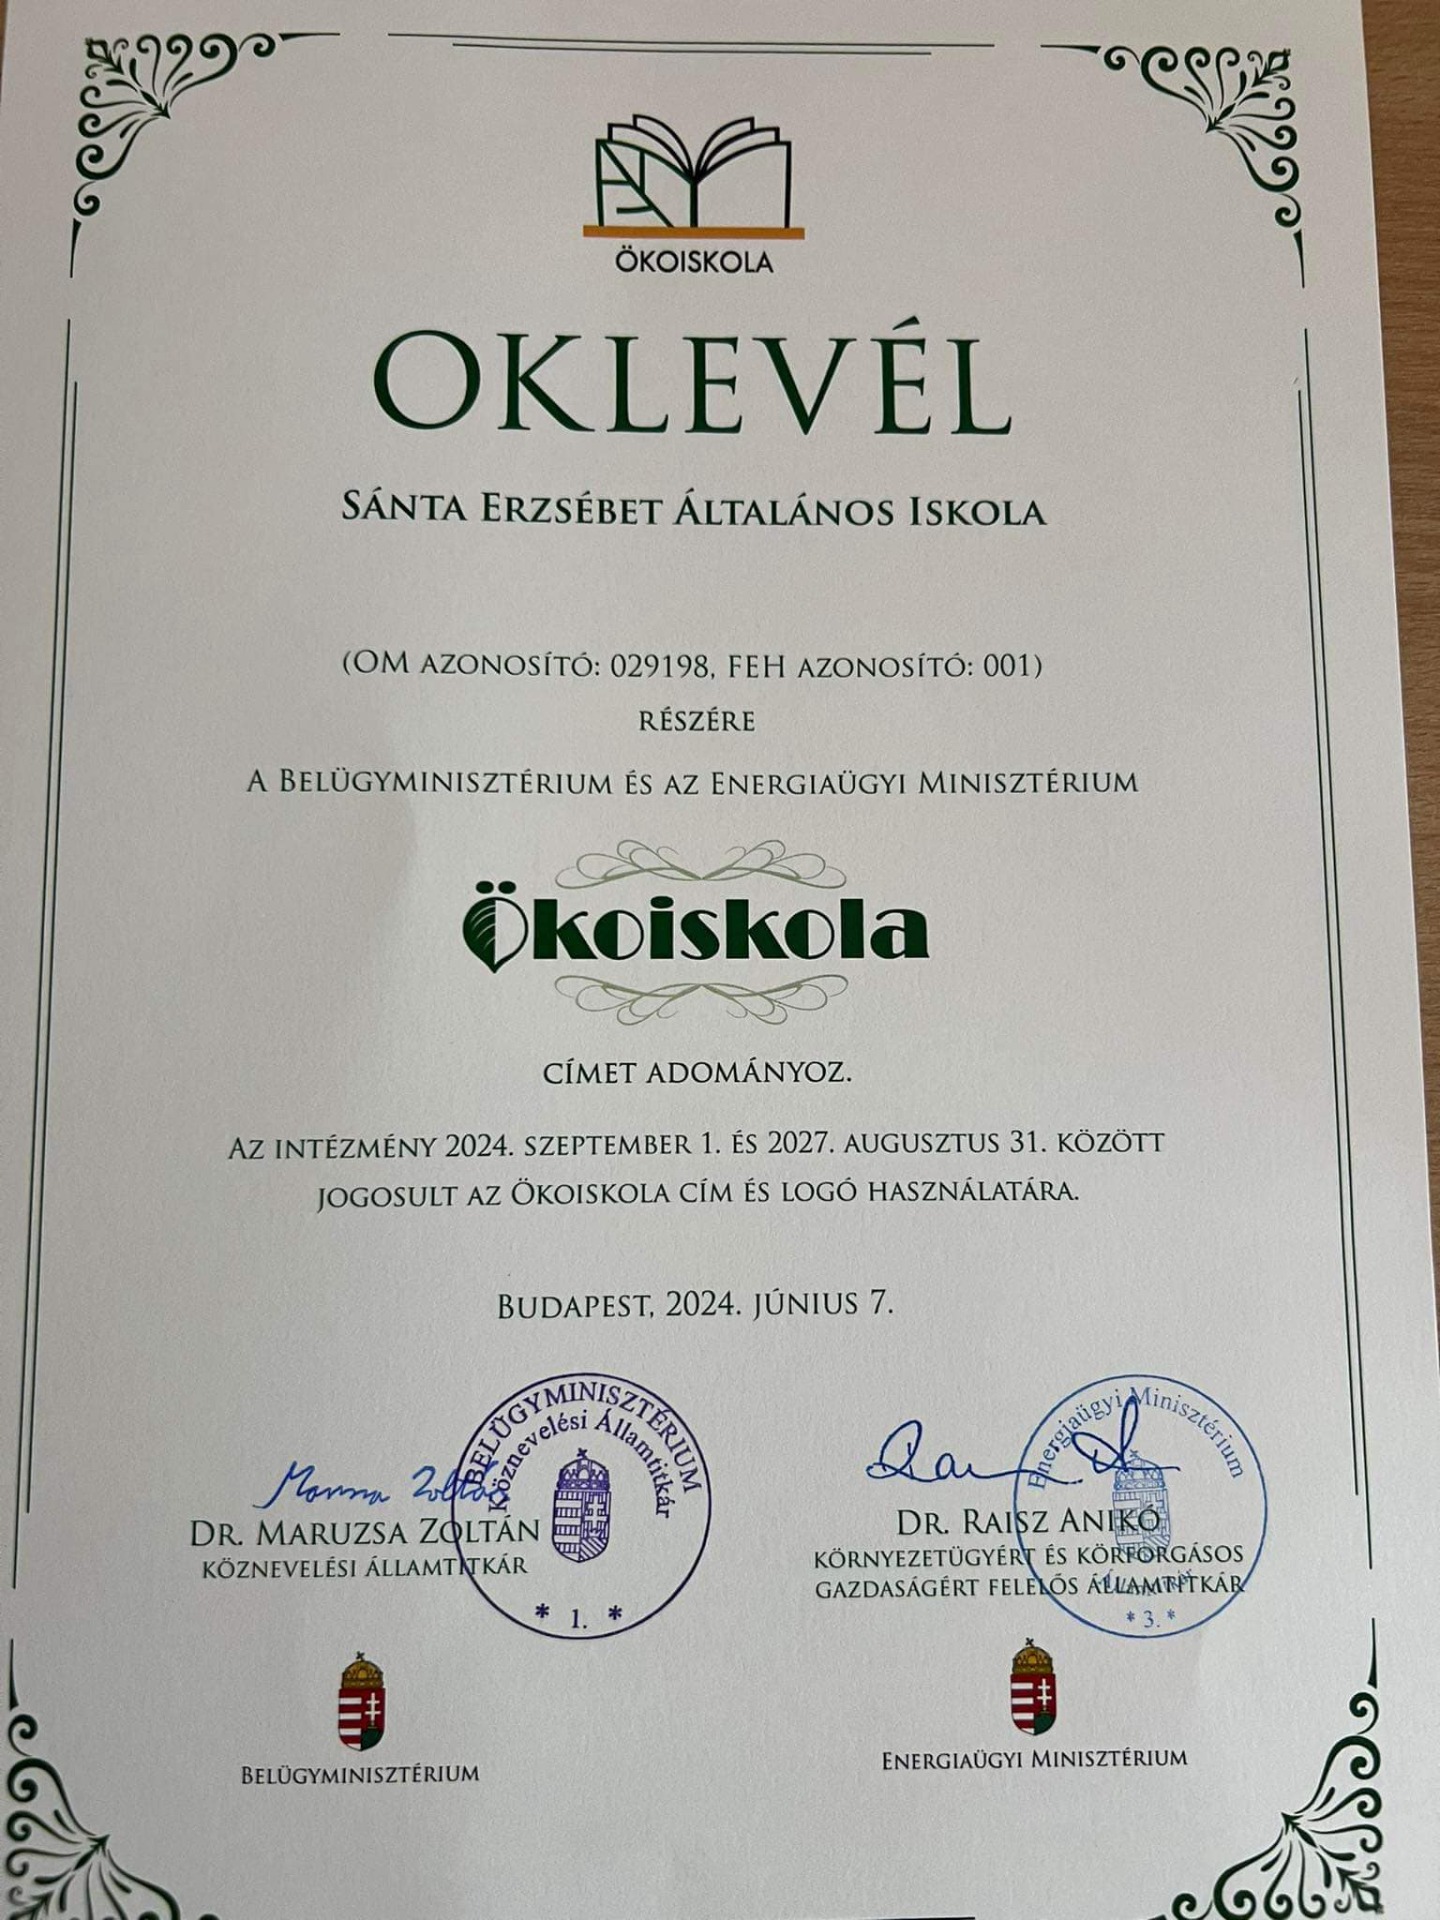 ÖKOISKOLA
OKLEVÉL
SÁNTA ERZSÉBET ÁLTALÁNOS ISKOLA
(OM AZONOSÍTÓ: 029198, FEH AZONOSÍTÓ: 001)
RÉSZÉRE
A BELÜGYMINISZTÉRIUM ÉS AZ ENERGIAÜGYI MINISZTÉRIUM
Ökoiskola
CÍMET ADOMÁNYOZ.
AZ INTÉZMÉNY 2024. SZEPTEMBER 1. ÉS 2027. AUGUSZTUS 31. KÖZÖTT
JOGOSULT AZ ÖKOISKOLA CÍM ÉS LOGÓ HASZNÁLATÁRA.
BUDAPEST, 2024. JÚNIUS 7.
BELÜGYMINISZTÉRIUM
Köznevelési Államtitkár
* 1. *
Maruzsa Zoltán
DR. MARUZSA ZOLTÁN
KÖZNEVELÉSI ÁLLAMTITKÁR
Energiaügyi Minisztérium
Államtitkár
* 3. *
DR. RAISZ ANIKÓ
KÖRNYEZETÜGYÉRT ÉS KÖRFORGÁSOS
GAZDASÁGÉRT FELELŐS ÁLLAMTITKÁR
BELÜGYMINISZTÉRIUM
ENERGIAÜGYI MINISZTÉRIUM